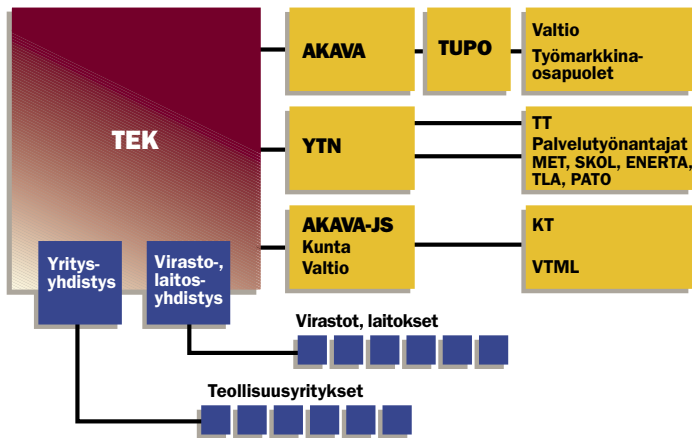 AKAVA
TUPO
Valtio
Työmarkkina-
osapuolet
TEK
YTN
TT
Palvelutyönantajat
MET, SKOL, ENERTA,
TLA, PATO
AKAVA-JS
Kunta
Valtio
KT
VTML
Yritys-
yhdistys
Virasto-,
laitos-
yhdistys
Virastot, laitokset
Teollisuusyritykset